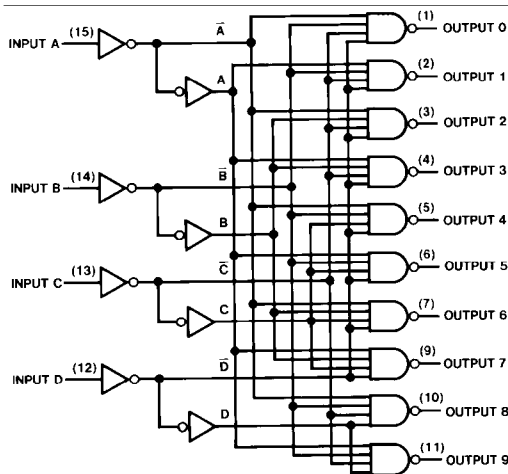 (1) OUTPUT 0
INPUT A (15) A̅
(2) OUTPUT 1
A
(3) OUTPUT 2
(4) OUTPUT 3
INPUT B (14) B̅
(5) OUTPUT 4
B
(6) OUTPUT 5
INPUT C (13) C̅
(7) OUTPUT 6
C
(9) OUTPUT 7
INPUT D (12) D̅
(10) OUTPUT 8
D
(11) OUTPUT 9